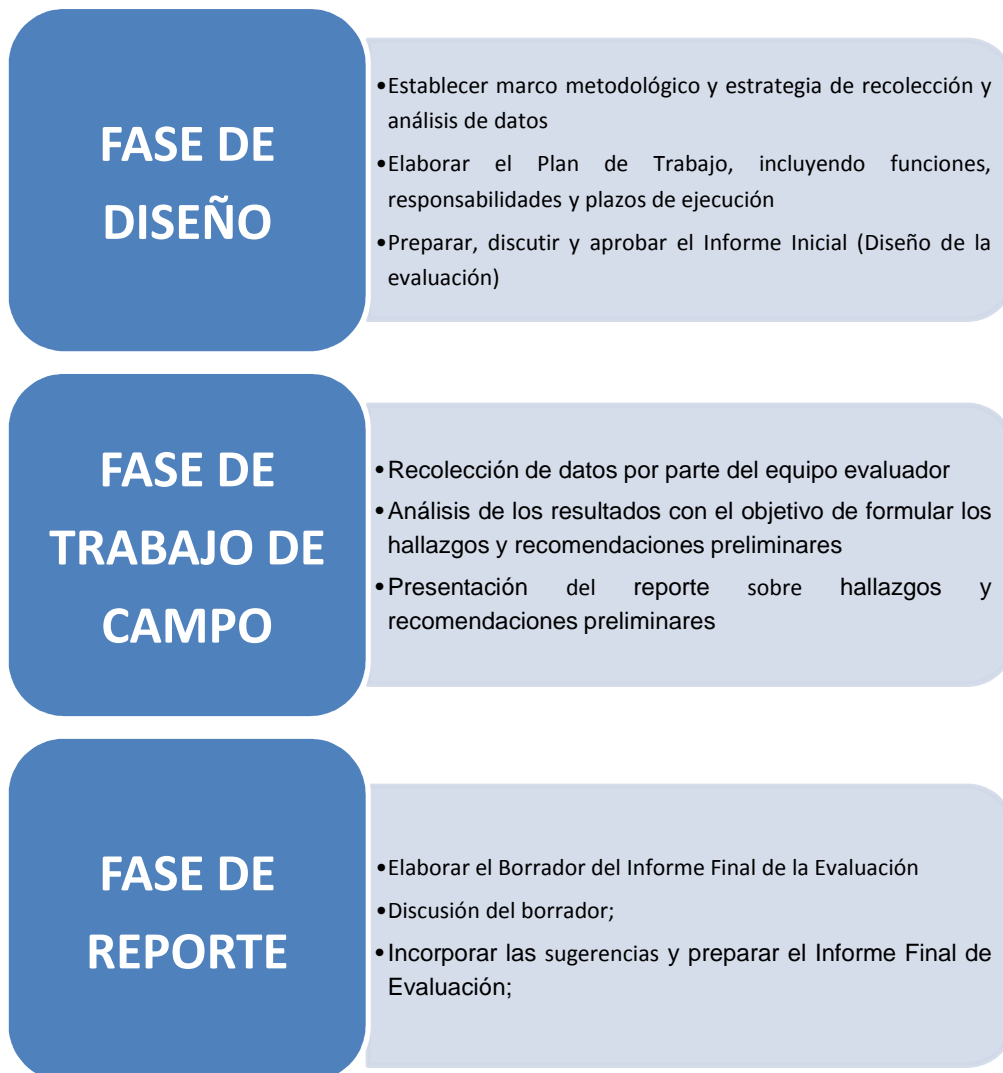 FASE DE
DISEÑO
•Establecer marco metodológico y estrategia de recolección y
análisis de datos
•Elaborar el Plan de Trabajo, incluyendo funciones,
responsabilidades y plazos de ejecución
•Preparar, discutir y aprobar el Informe Inicial (Diseño de la
evaluación)
FASE DE
TRABAJO DE
CAMPO
•Recolección de datos por parte del equipo evaluador
•Análisis de los resultados con el objetivo de formular los
hallazgos y recomendaciones preliminares
•Presentación del reporte sobre hallazgos y
recomendaciones preliminares
FASE DE
REPORTE
•Elaborar el Borrador del Informe Final de la Evaluación
•Discusión del borrador;
•Incorporar las sugerencias y preparar el Informe Final de
Evaluación;